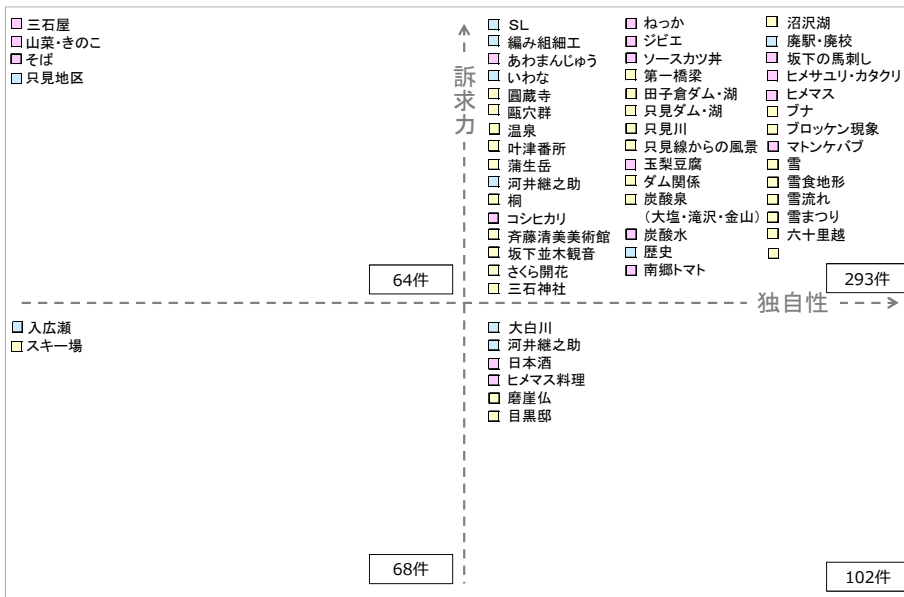 三石屋
山菜・きのこ
そば
只見地区
64件
訴求力
SL
編み組細工
あわまんじゅう
いわな
圓蔵寺
甌穴群
温泉
叶津番所
蒲生岳
河井継之助
桐
コシヒカリ
斉藤清美美術館
坂下並木観音
さくら開花
三石神社
ねっか
ジビエ
ソースカツ丼
第一橋梁
田子倉ダム・湖
只見ダム・湖
只見川
只見線からの風景
玉梨豆腐
ダム関係
炭酸泉
(大塩・滝沢・金山)
炭酸水
歴史
南郷トマト
沼沢湖
廃駅・廃校
坂下の馬刺し
ヒメサユリ・カタクリ
ヒメマス
ブナ
ブロッケン現象
マトンケバブ
雪
雪食地形
雪流れ
雪まつり
六十里越
293件
独自性
入広瀬
スキー場
68件
大白川
河井継之助
日本酒
ヒメマス料理
磨崖仏
目黒邸
102件